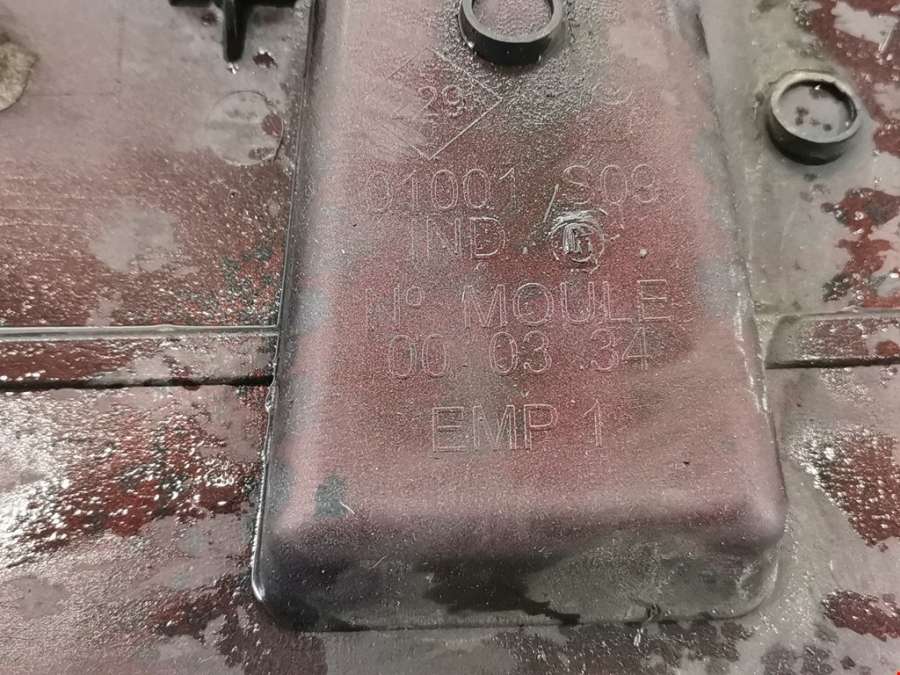 29
01001 S09
IND G
N° MOULE
00 03 34
EMP 1